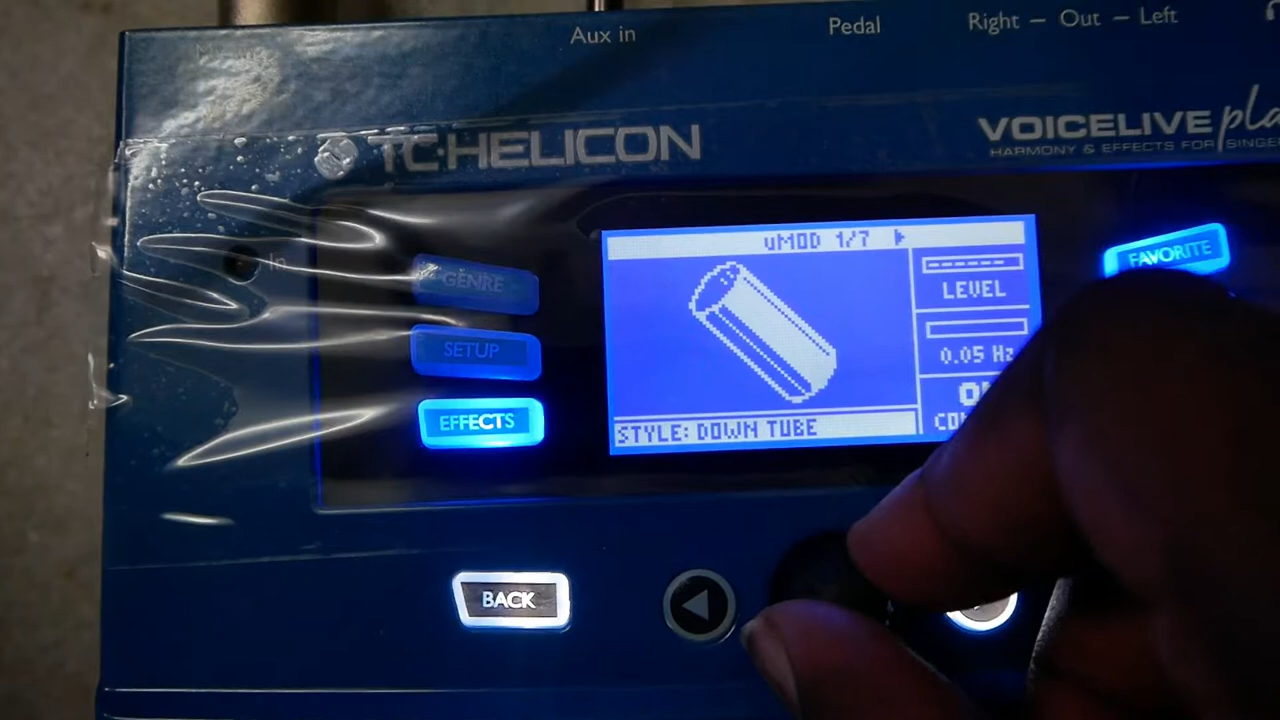 Aux in
Pedal
Right – Out – Left
TC·HELICON
VOICELIVE
HARMONY & EFFECTS FOR
In
GENRE
SETUP
EFFECTS
FAVORITE
uMOD 1/7
LEVEL
0.05 Hz
STYLE: DOWN TUBE
BACK